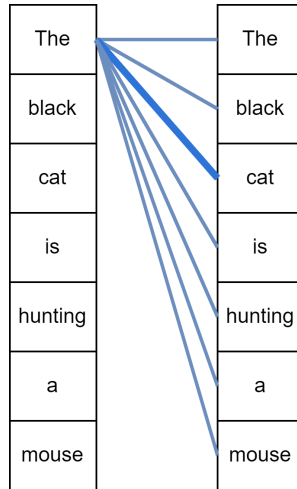 The
black
cat
is
hunting
a
mouse
The
black
cat
is
hunting
a
mouse